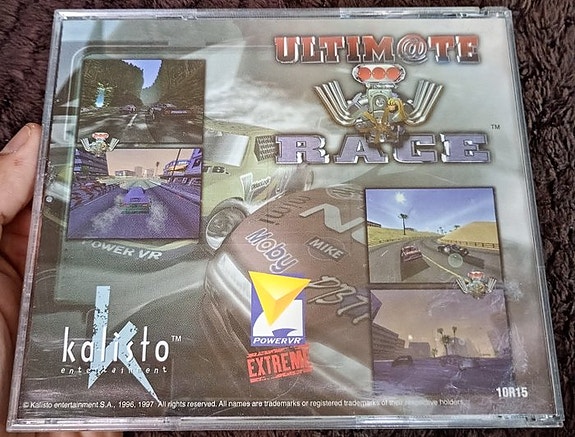 ULTIM@TE
RAGE
TM
POWER VR
Moby
MIKE
POWERVR
EXTREME
kalisto TM
entertainment
10R15
© Kalisto entertainment S.A., 1996, 1997. All rights reserved. All names are trademarks or registered trademarks of their respective holders.